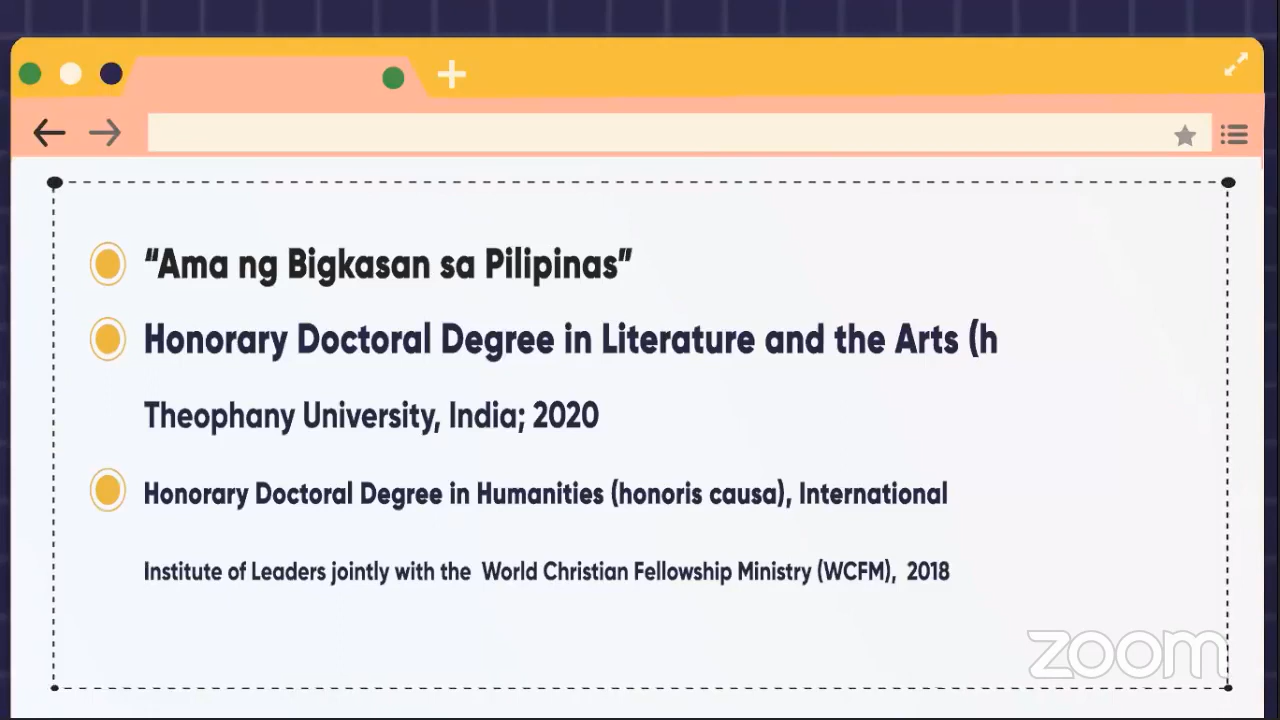 “Ama ng Bigkasan sa Pilipinas”
Honorary Doctoral Degree in Literature and the Arts (h
Theophany University, India; 2020
Honorary Doctoral Degree in Humanities (honoris causa), International
Institute of Leaders jointly with the World Christian Fellowship Ministry (WCFM), 2018
zoom